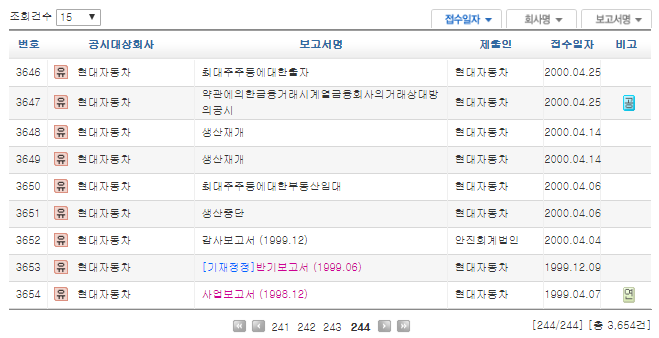 조회건수 15
접수일자 회사명 보고서명
번호 공시대상회사 보고서명 제출인 접수일자 비고
3646 유 현대자동차 최대주주등에대한출자 현대자동차 2000.04.25
3647 유 현대자동차 약관에의한금융거래시계열금융회사의거래상대방 현대자동차 2000.04.25 공
의공시
3648 유 현대자동차 생산재개 현대자동차 2000.04.14
3649 유 현대자동차 생산재개 현대자동차 2000.04.14
3650 유 현대자동차 최대주주등에대한부동산임대 현대자동차 2000.04.06
3651 유 현대자동차 생산중단 현대자동차 2000.04.06
3652 유 현대자동차 감사보고서 (1999.12) 안진회계법인 2000.04.04
3653 유 현대자동차 [기재정정]반기보고서 (1999.06) 현대자동차 1999.12.09
3654 유 현대자동차 사업보고서 (1998.12) 현대자동차 1999.04.07 연
241 242 243 244 [244/244] [총 3,654건]